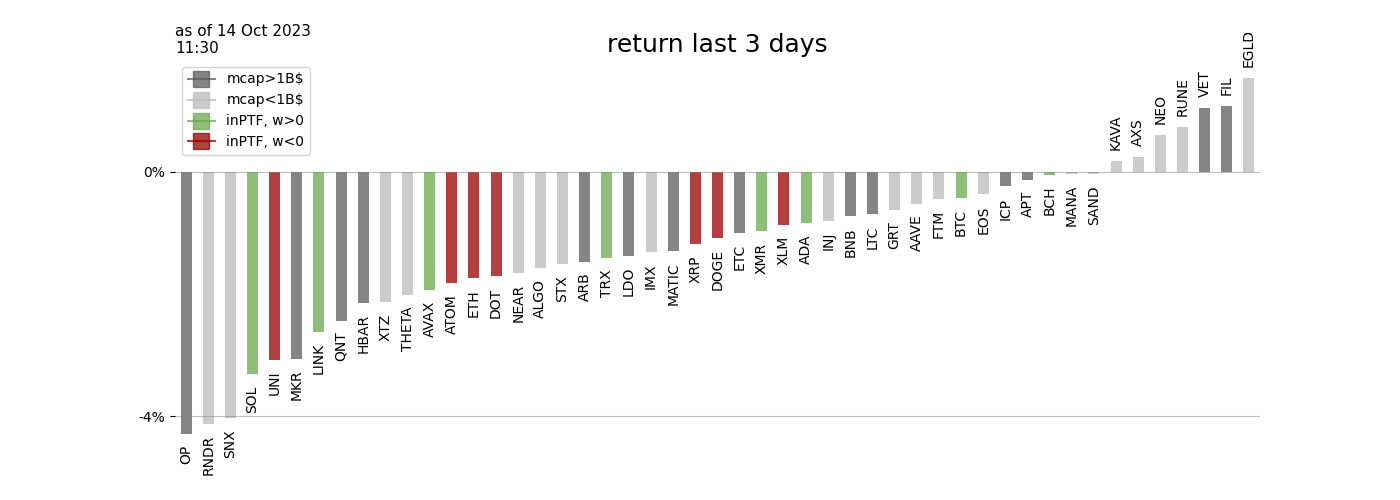 as of 14 Oct 2023
11:30
return last 3 days
mcap>1B$
mcap<1B$
inPTF, w>0
inPTF, w<0
0%
-4%
OP
RNDR
SNX
SOL
UNI
MKR
LINK
QNT
HBAR
XTZ
THETA
AVAX
ATOM
ETH
DOT
NEAR
ALGO
STX
ARB
TRX
LDO
IMX
MATIC
XRP
DOGE
ETC
XMR
XLM
ADA
INJ
BNB
LTC
GRT
AAVE
FTM
BTC
EOS
ICP
APT
BCH
MANA
SAND
KAVA
AXS
NEO
RUNE
VET
FIL
EGLD